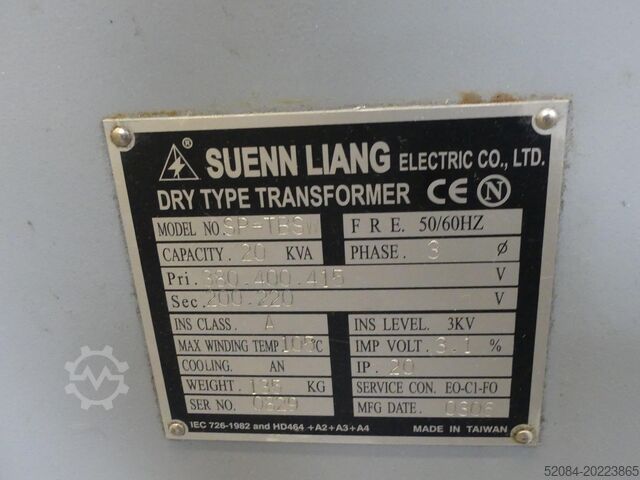 SUENN LIANG ELECTRIC CO., LTD.
DRY TYPE TRANSFORMER CE N
MODEL NO. SP-TBSW F R E. 50/60HZ
CAPACITY. 20 KVA PHASE. 3 Ø
Pri. 380.400.415 V
Sec. 200.220 V
INS CLASS. A INS LEVEL. 3KV
MAX WINDING TEMP 105°C IMP VOLT. 3.1 %
COOLING. AN IP. 20
WEIGHT. 135 KG SERVICE CON. EO-C1-FO
SER NO. 0629 MFG DATE. 0606
IEC 726-1982 and HD464 +A2+A3+A4 MADE IN TAIWAN
52084-20223865